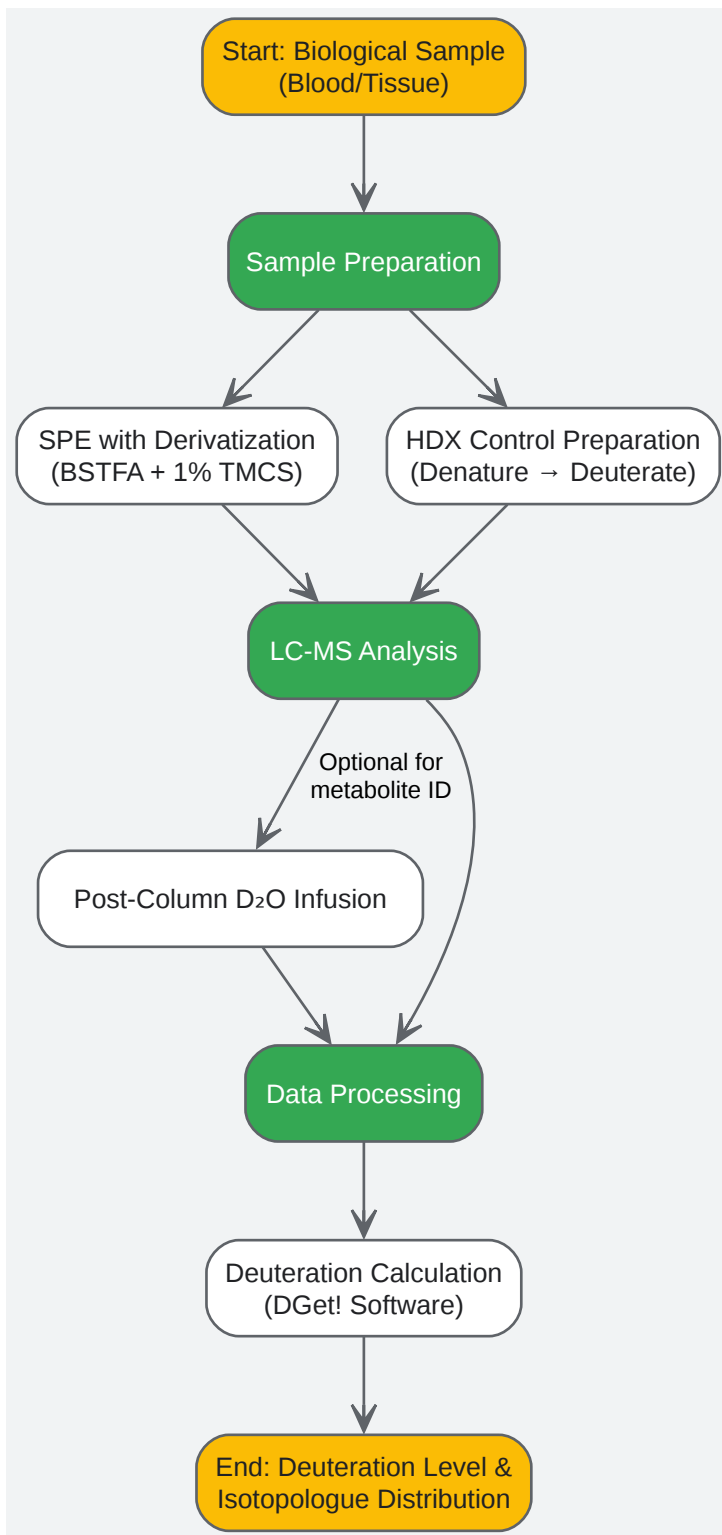 Start: Biological Sample
(Blood/Tissue)
Sample Preparation
SPE with Derivatization
(BSTFA + 1% TMCS)
HDX Control Preparation
(Denature → Deuterate)
LC-MS Analysis
Optional for
metabolite ID
Post-Column D₂O Infusion
Data Processing
Deuteration Calculation
(DGet! Software)
End: Deuteration Level &
Isotopologue Distribution